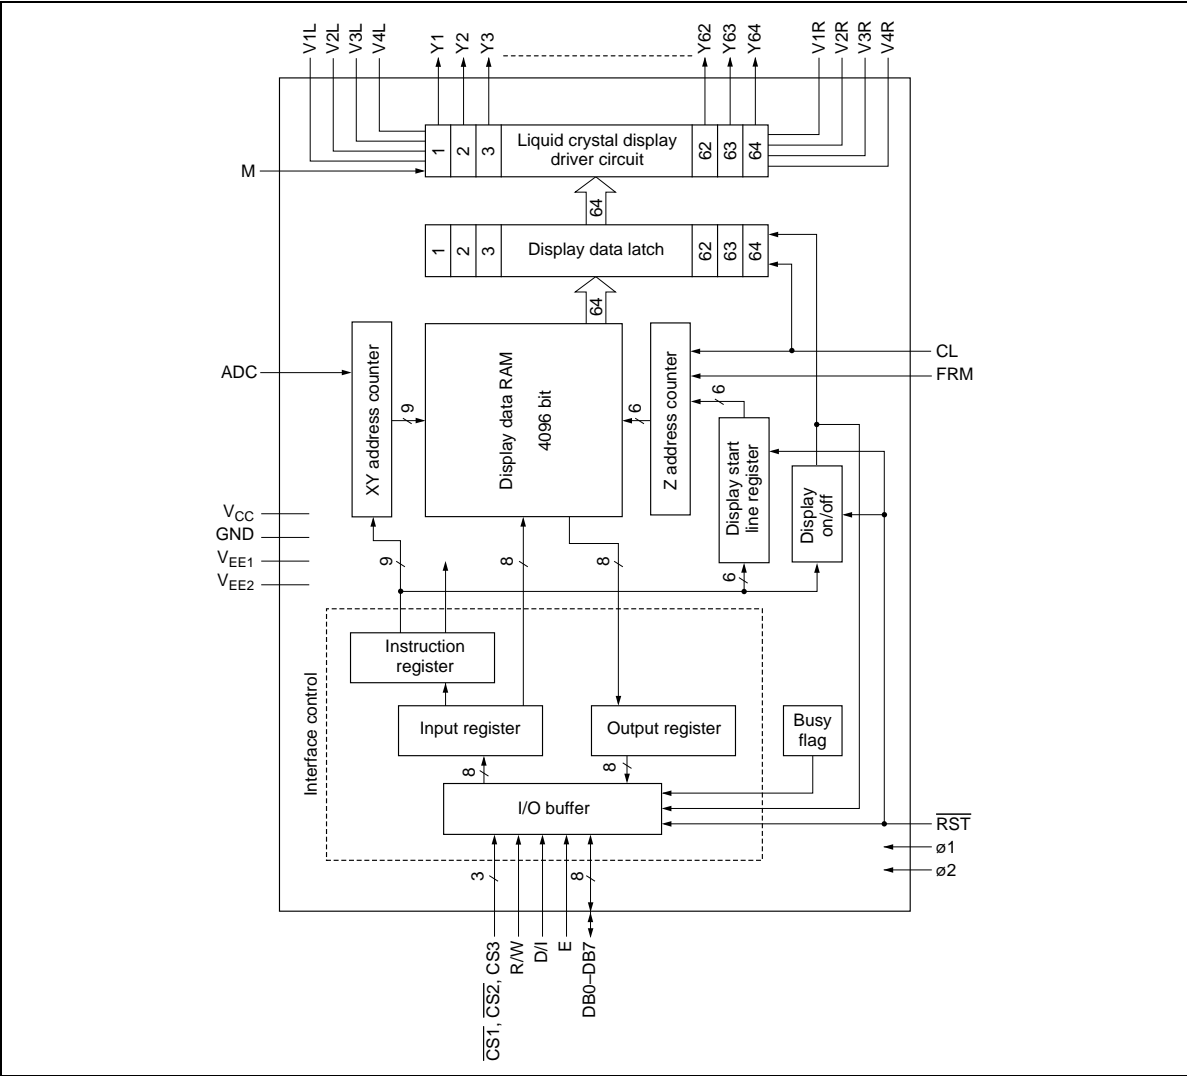 V1L
V2L
V3L
V4L
Y1
Y2
Y3
Y62
Y63
Y64
V1R
V2R
V3R
V4R
M
1
2
3
Liquid crystal display
driver circuit
62
63
64
64
1
2
3
Display data latch
62
63
64
64
ADC
XY address counter
9
Display data RAM
4096 bit
6
Z address counter
CL
FRM
6
Display start
line register
Display
on/off
VCC
GND
VEE1
VEE2
9
8
8
6
Interface control
Instruction
register
Input register
Output register
Busy
flag
8
8
I/O buffer
R̅S̅T̅
ø1
ø2
3
8
C̅S̅1̅, C̅S̅2̅, CS3
R/W
D/I
E
DB0–DB7